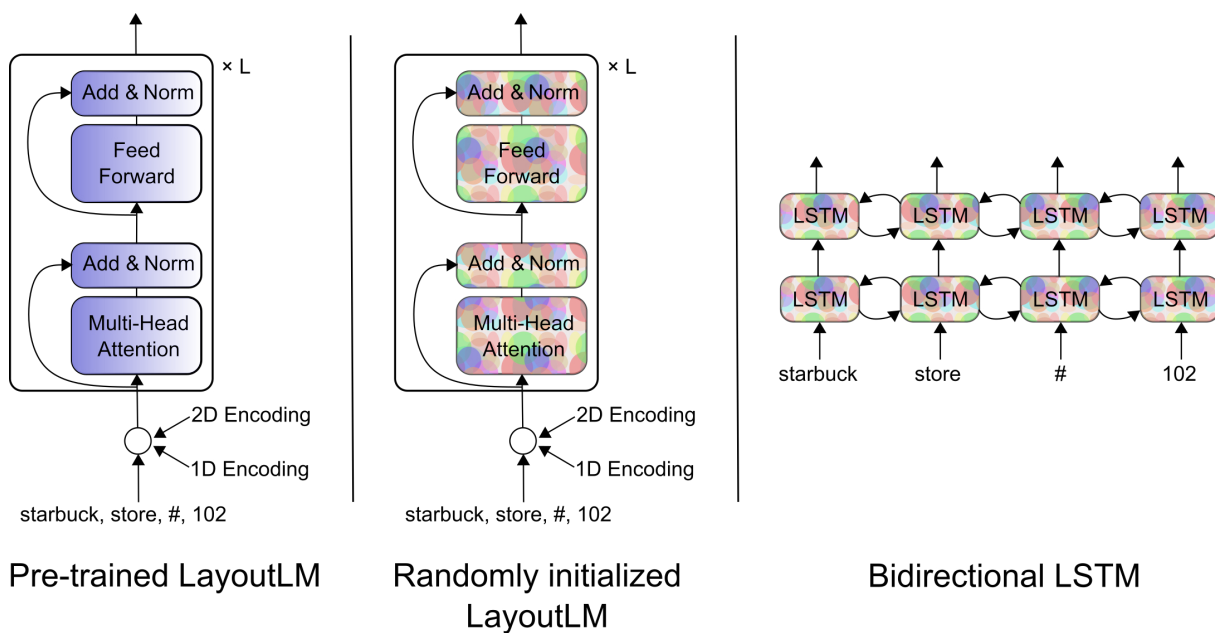 × L
Add & Norm
Feed
Forward
Add & Norm
Multi-Head
Attention
2D Encoding
1D Encoding
starbuck, store, #, 102
Pre-trained LayoutLM
× L
Add & Norm
Feed
Forward
Add & Norm
Multi-Head
Attention
2D Encoding
1D Encoding
starbuck, store, #, 102
Randomly initialized
LayoutLM
LSTM LSTM LSTM LSTM
LSTM LSTM LSTM LSTM
starbuck store # 102
Bidirectional LSTM